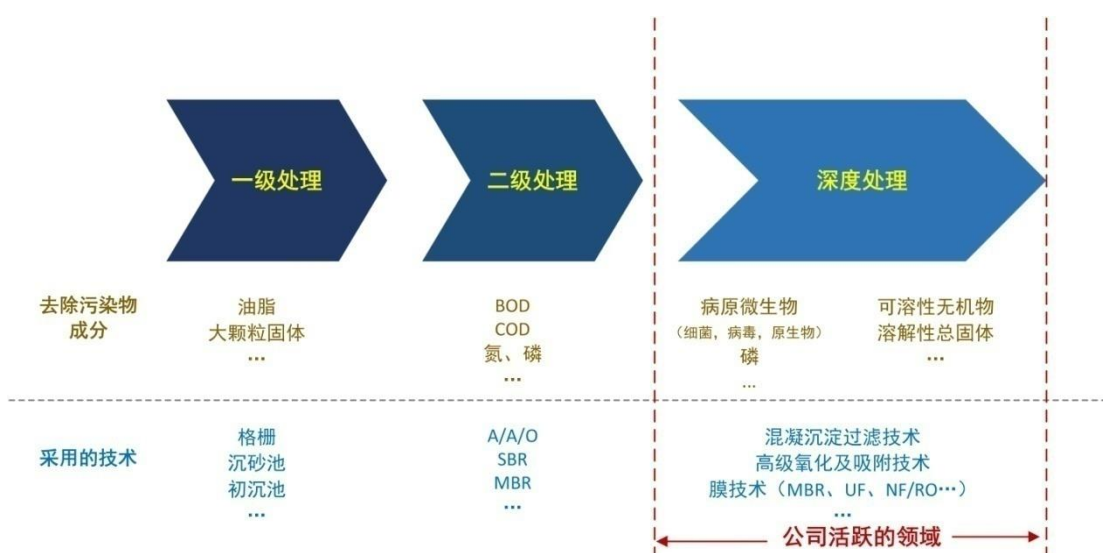 一级处理
二级处理
深度处理
去除污染物
成分
油脂
大颗粒固体
...
BOD
COD
氮、磷
...
病原微生物
（细菌，病毒，原生物）
磷
...
可溶性无机物
溶解性总固体
...
采用的技术
格栅
沉砂池
初沉池
...
A/A/O
SBR
MBR
...
混凝沉淀过滤技术
高级氧化及吸附技术
膜技术（MBR、UF、NF/RO…）
...
公司活跃的领域